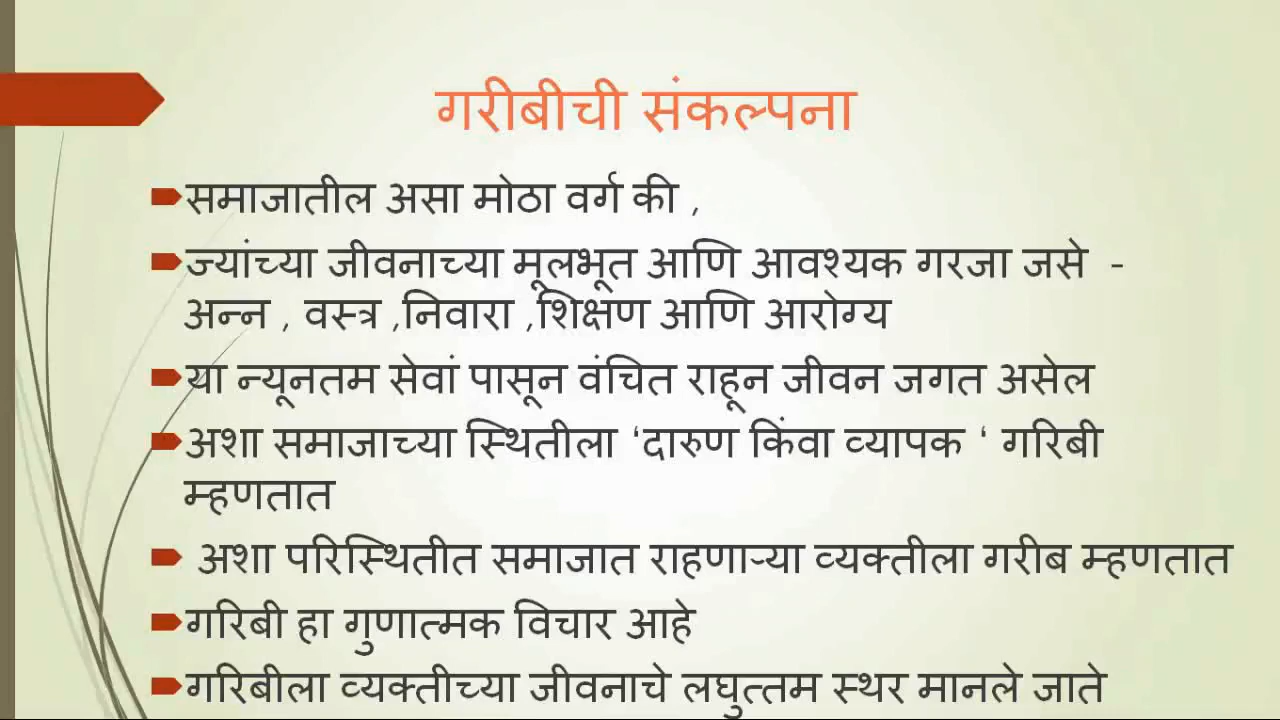 गरीबीची संकल्पना
समाजातील असा मोठा वर्ग की ,
ज्यांच्या जीवनाच्या मूलभूत आणि आवश्यक गरजा जसे -
अन्न , वस्त्र ,निवारा ,शिक्षण आणि आरोग्य
या न्यूनतम सेवां पासून वंचित राहून जीवन जगत असेल
अशा समाजाच्या स्थितीला ‘दारुण किंवा व्यापक ‘ गरिबी
म्हणतात
अशा परिस्थितीत समाजात राहणाऱ्या व्यक्तीला गरीब म्हणतात
गरिबी हा गुणात्मक विचार आहे
गरिबीला व्यक्तीच्या जीवनाचे लघुत्तम स्थर मानले जाते